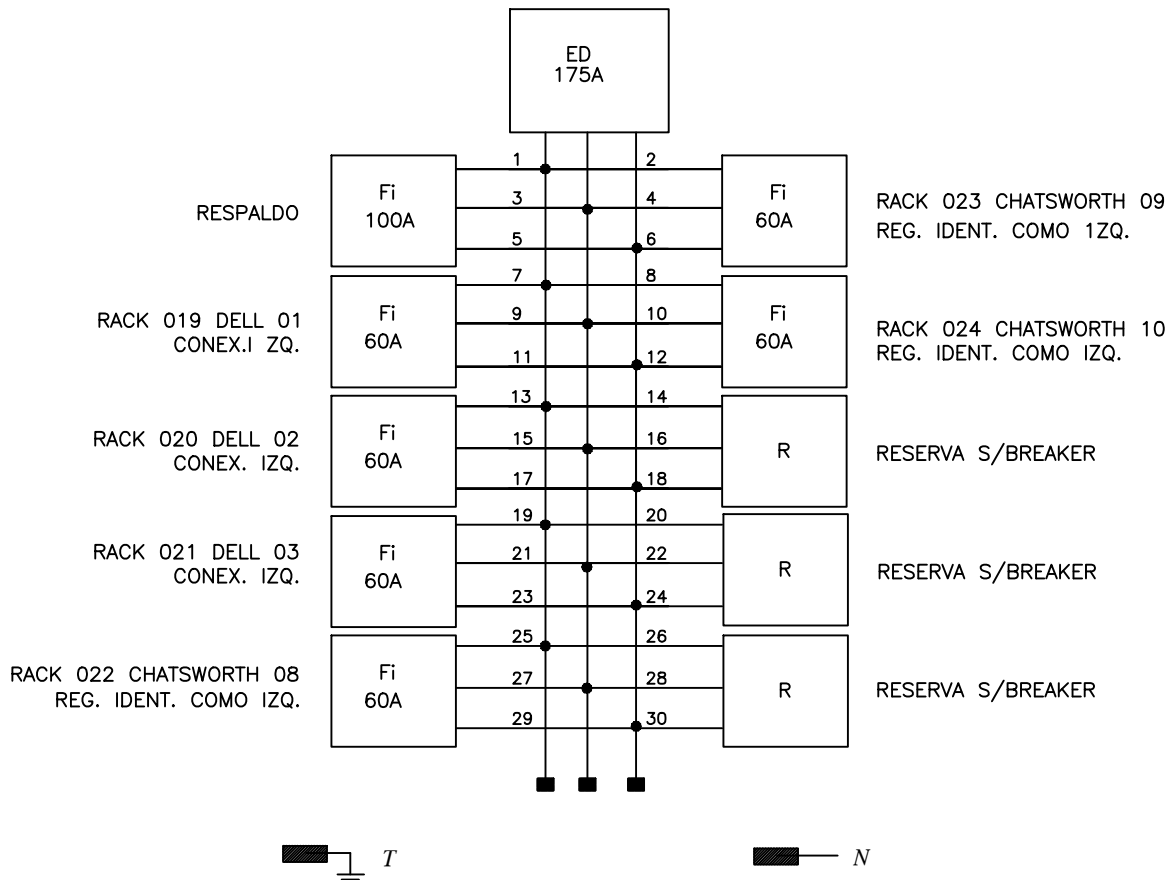 ED
175A
1 2
RESPALDO
Fi
100A
3 4
5 6
Fi
60A
RACK 023 CHATSWORTH 09
REG. IDENT. COMO 1ZQ.
7 8
RACK 019 DELL 01
CONEX.I ZQ.
Fi
60A
9 10
11 12
Fi
60A
RACK 024 CHATSWORTH 10
REG. IDENT. COMO IZQ.
13 14
RACK 020 DELL 02
CONEX. IZQ.
Fi
60A
15 16
17 18
R
RESERVA S/BREAKER
19 20
RACK 021 DELL 03
CONEX. IZQ.
Fi
60A
21 22
23 24
R
RESERVA S/BREAKER
25 26
RACK 022 CHATSWORTH 08
REG. IDENT. COMO IZQ.
Fi
60A
27 28
29 30
R
RESERVA S/BREAKER
T
N